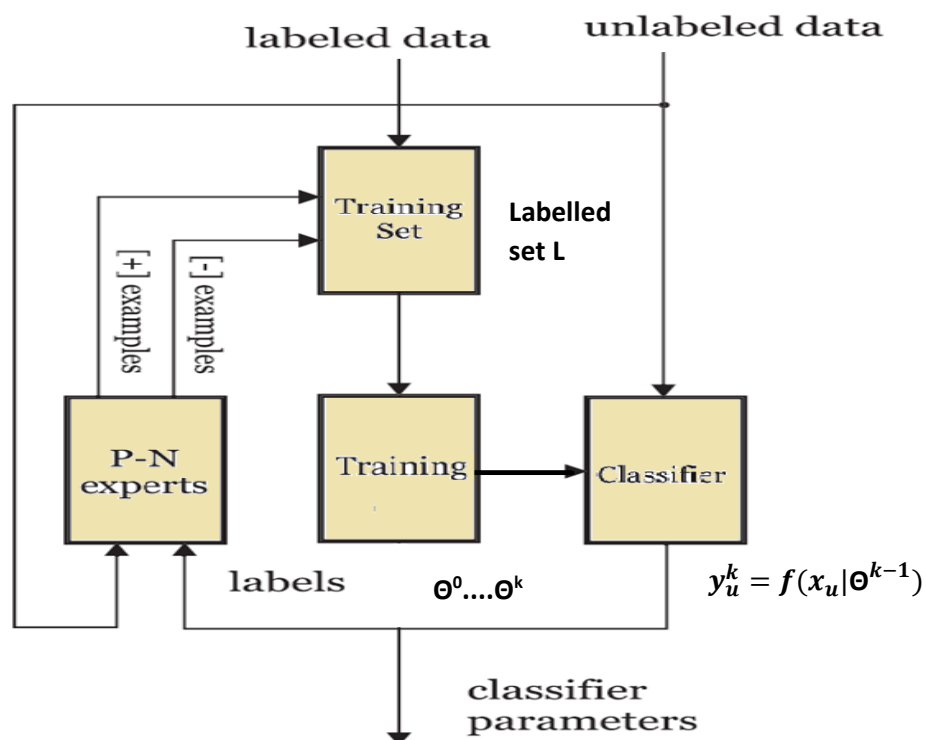 labeled data
unlabeled data
Training
Set
Labelled
set L
[+] examples
[-] examples
P-N
experts
Training
Classifier
labels
Θ⁰....Θᵏ
𝒚ᵤᵏ = 𝒇(𝒙ᵤ|Θᵏ⁻¹)
classifier
parameters